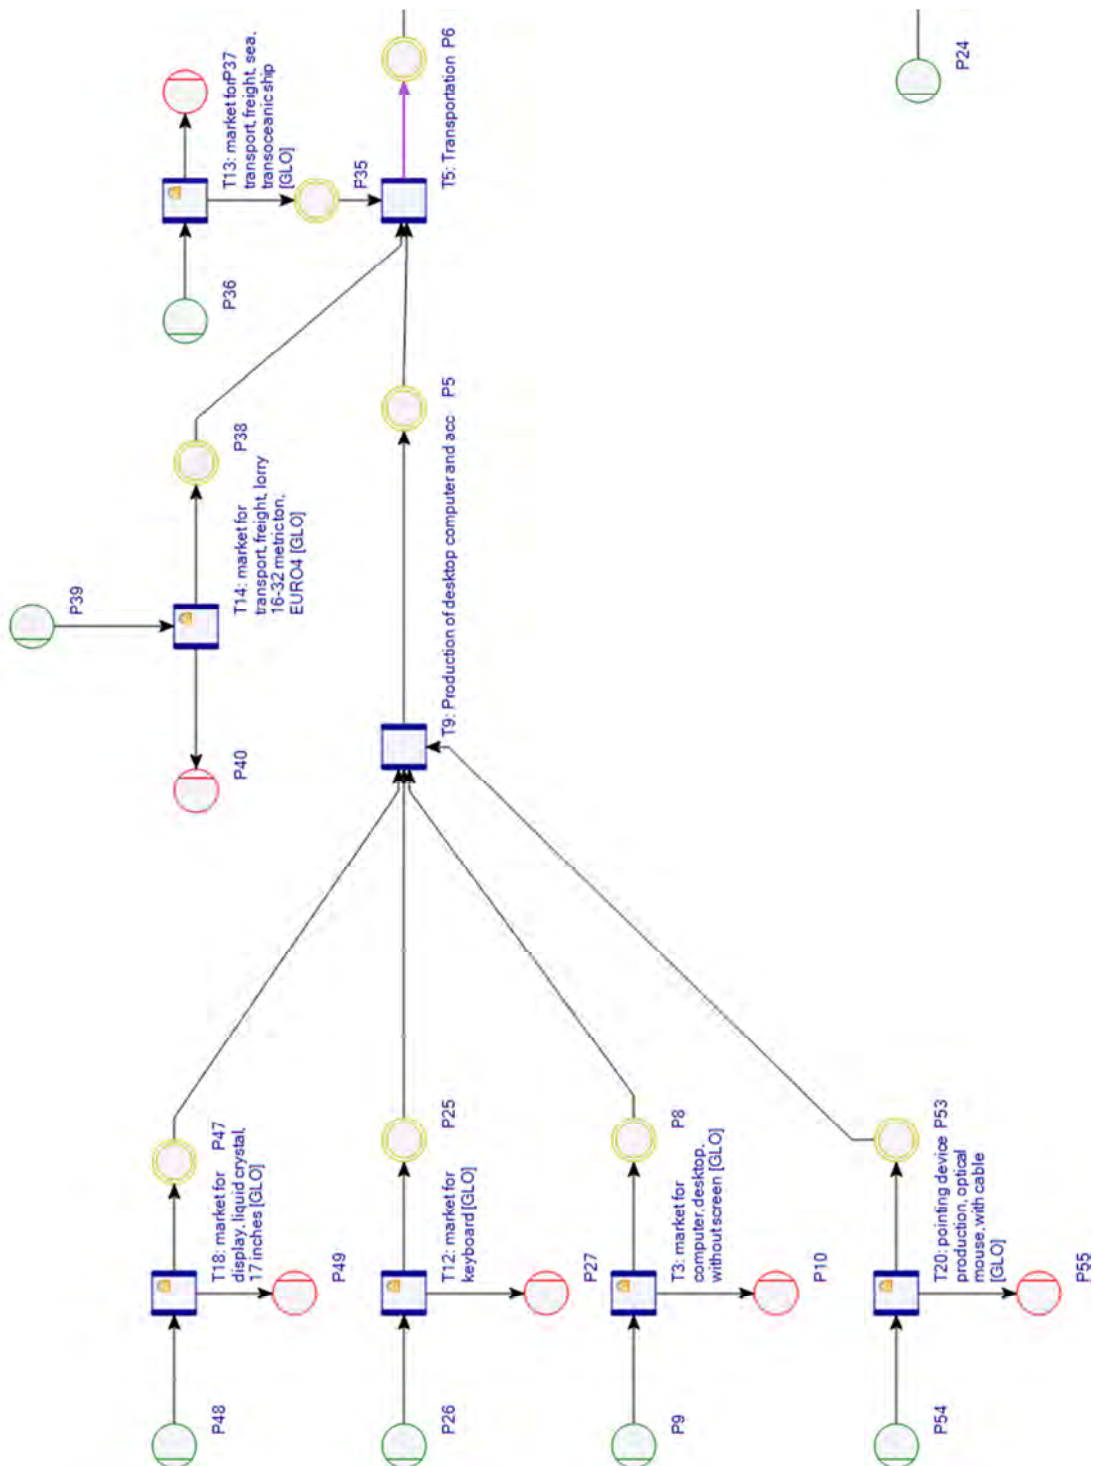 P48
T18: market for
display, liquid crystal,
17 inches [GLO]
P47
P49
P26
T12: market for
keyboard [GLO]
P25
P27
P9
T3: market for
computer, desktop,
without screen [GLO]
P8
P10
P54
T20: pointing device
production, optical
mouse, with cable
[GLO]
P53
P55
P39
P40
T14: market for
transport, freight, lorry
16-32 metric ton,
EURO4 [GLO]
P38
T9: Production of desktop computer and acc
P5
P36
T13: market for
transport, freight, sea,
transoceanic ship
[GLO]
P37
P35
T5: Transportation
P6
P24